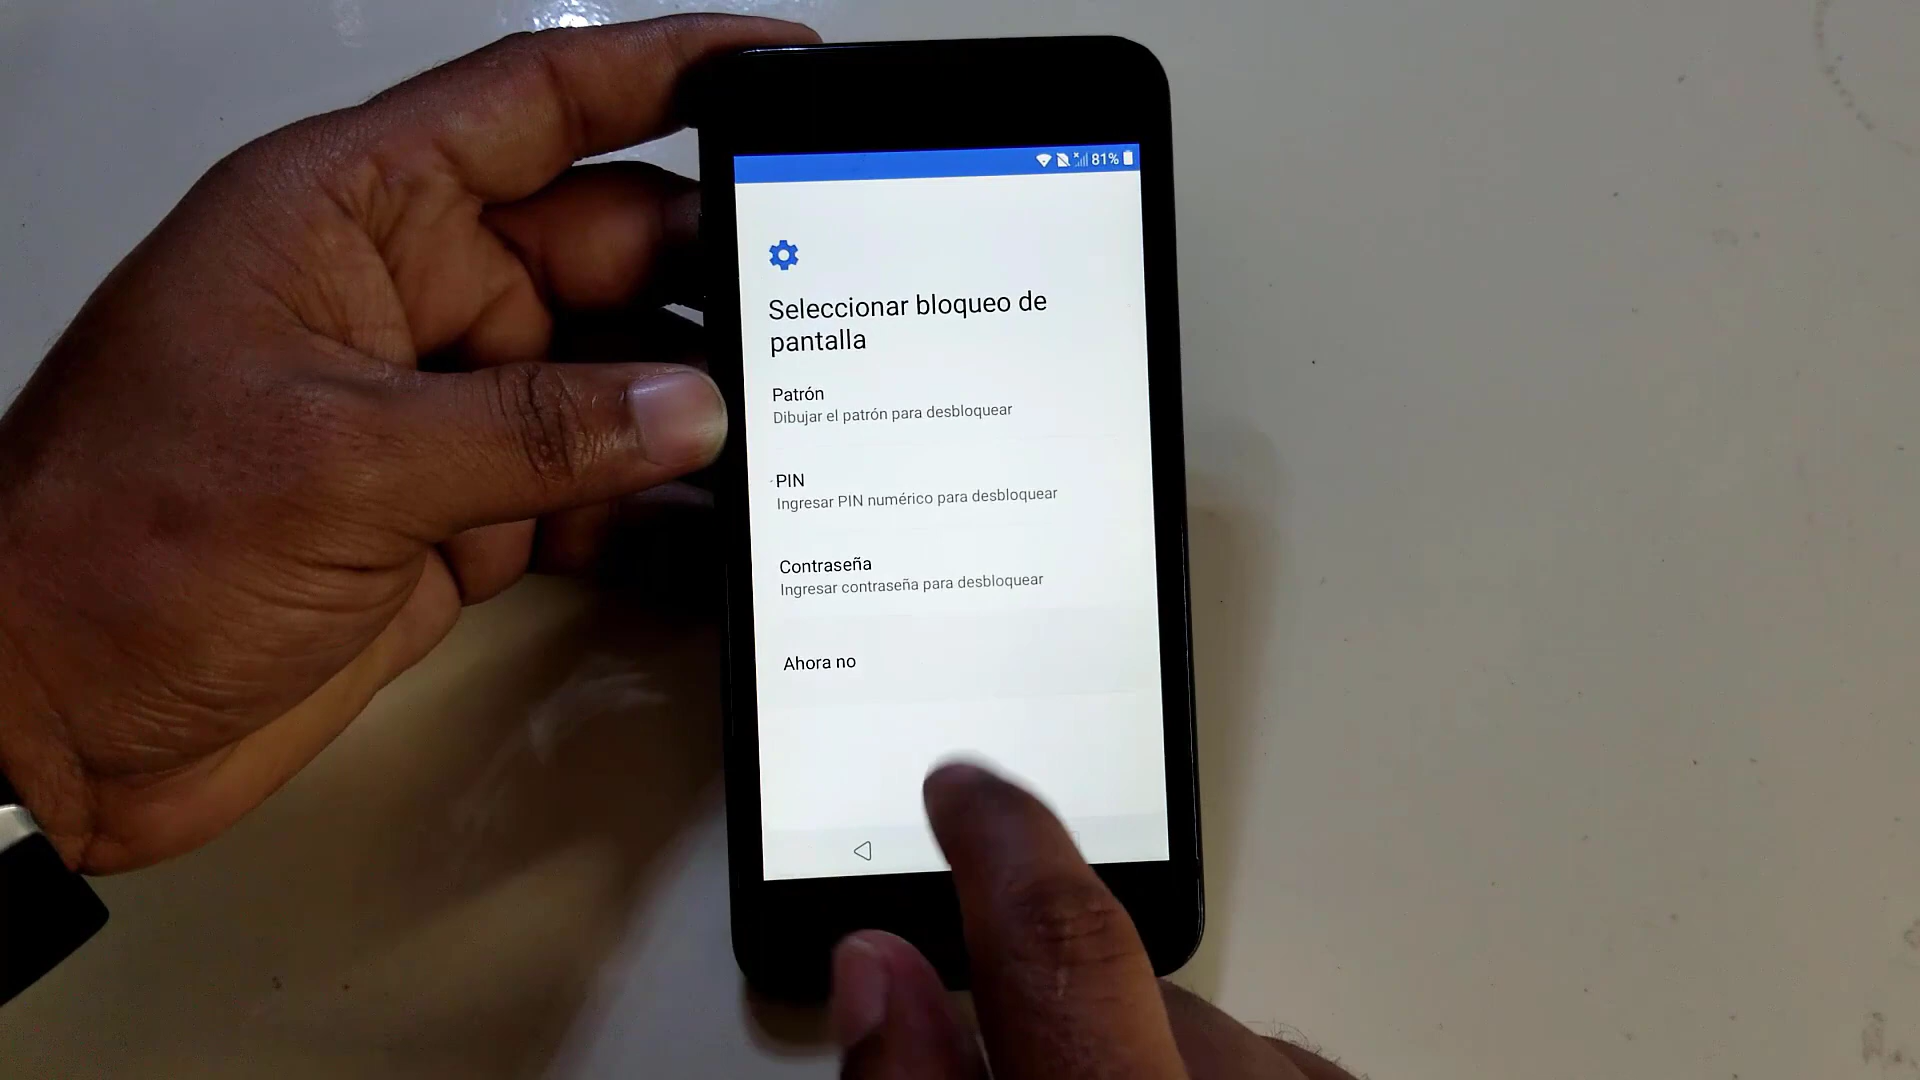 81%
Seleccionar bloqueo de
pantalla
Patrón
Dibujar el patrón para desbloquear
PIN
Ingresar PIN numérico para desbloquear
Contraseña
Ingresar contraseña para desbloquear
Ahora no